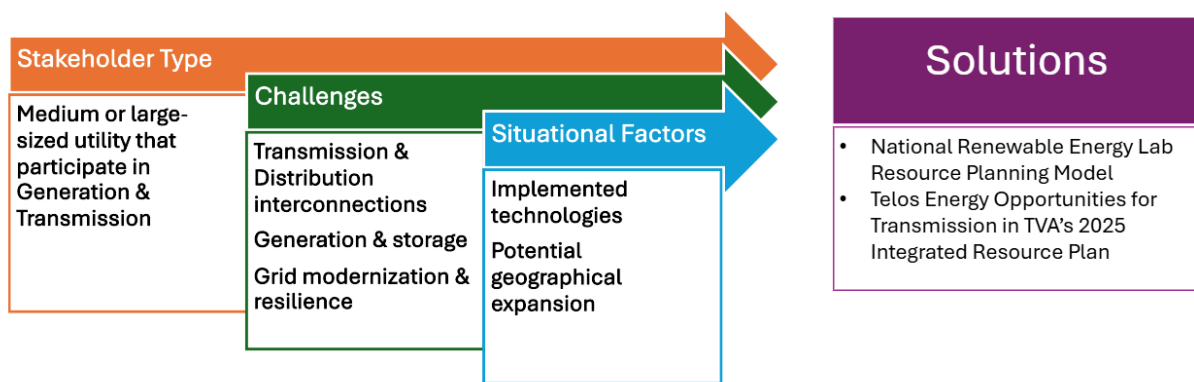 Stakeholder Type
Medium or large-
sized utility that
participate in
Generation &
Transmission
Challenges
Transmission &
Distribution
interconnections
Generation & storage
Grid modernization &
resilience
Situational Factors
Implemented
technologies
Potential
geographical
expansion
Solutions
• National Renewable Energy Lab
Resource Planning Model
• Telos Energy Opportunities for
Transmission in TVA's 2025
Integrated Resource Plan